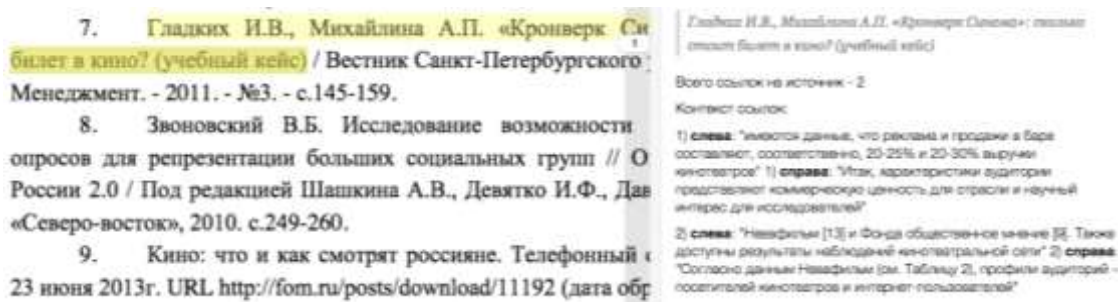 7. Гладких И.В., Михайлина А.П. «Кронверк Си
билет в кино? (учебный кейс) / Вестник Санкт-Петербургского
Менеджмент. - 2011. - №3. - с.145-159.
8. Звоновский В.Б. Исследование возможности
опросов для репрезентации больших социальных групп // О
России 2.0 / Под редакцией Шашкина А.В., Девятко И.Ф., Дав
«Северо-восток», 2010. с.249-260.
9. Кино: что и как смотрят россияне. Телефонный
23 июня 2013г. URL http://fom.ru/posts/download/11192 (дата обр
Гладких И.В., Михайлина А.П. «Кронверк Синема»: сколько
стоит билет в кино? (учебный кейс)
Всего ссылок на источник - 2
Контекст ссылок:
1) слева: "имеются данные, что реклама и продажи в баре
составляют, соответственно, 20-25% и 20-30% выручки
кинотеатров" 1) справа: "Итак, характеристики аудитории
представляют коммерческую ценность для отрасли и научный
интерес для исследователей"
2) слева: "Невафильм [13] и Фонда общественное мнение [9]. Также
доступны результаты наблюдений кинотеатральной сети" 2) справа:
"Согласно данным Невафильм (см. Таблицу 2), профили аудиторий -
посетителей кинотеатров и интернет-пользователей"